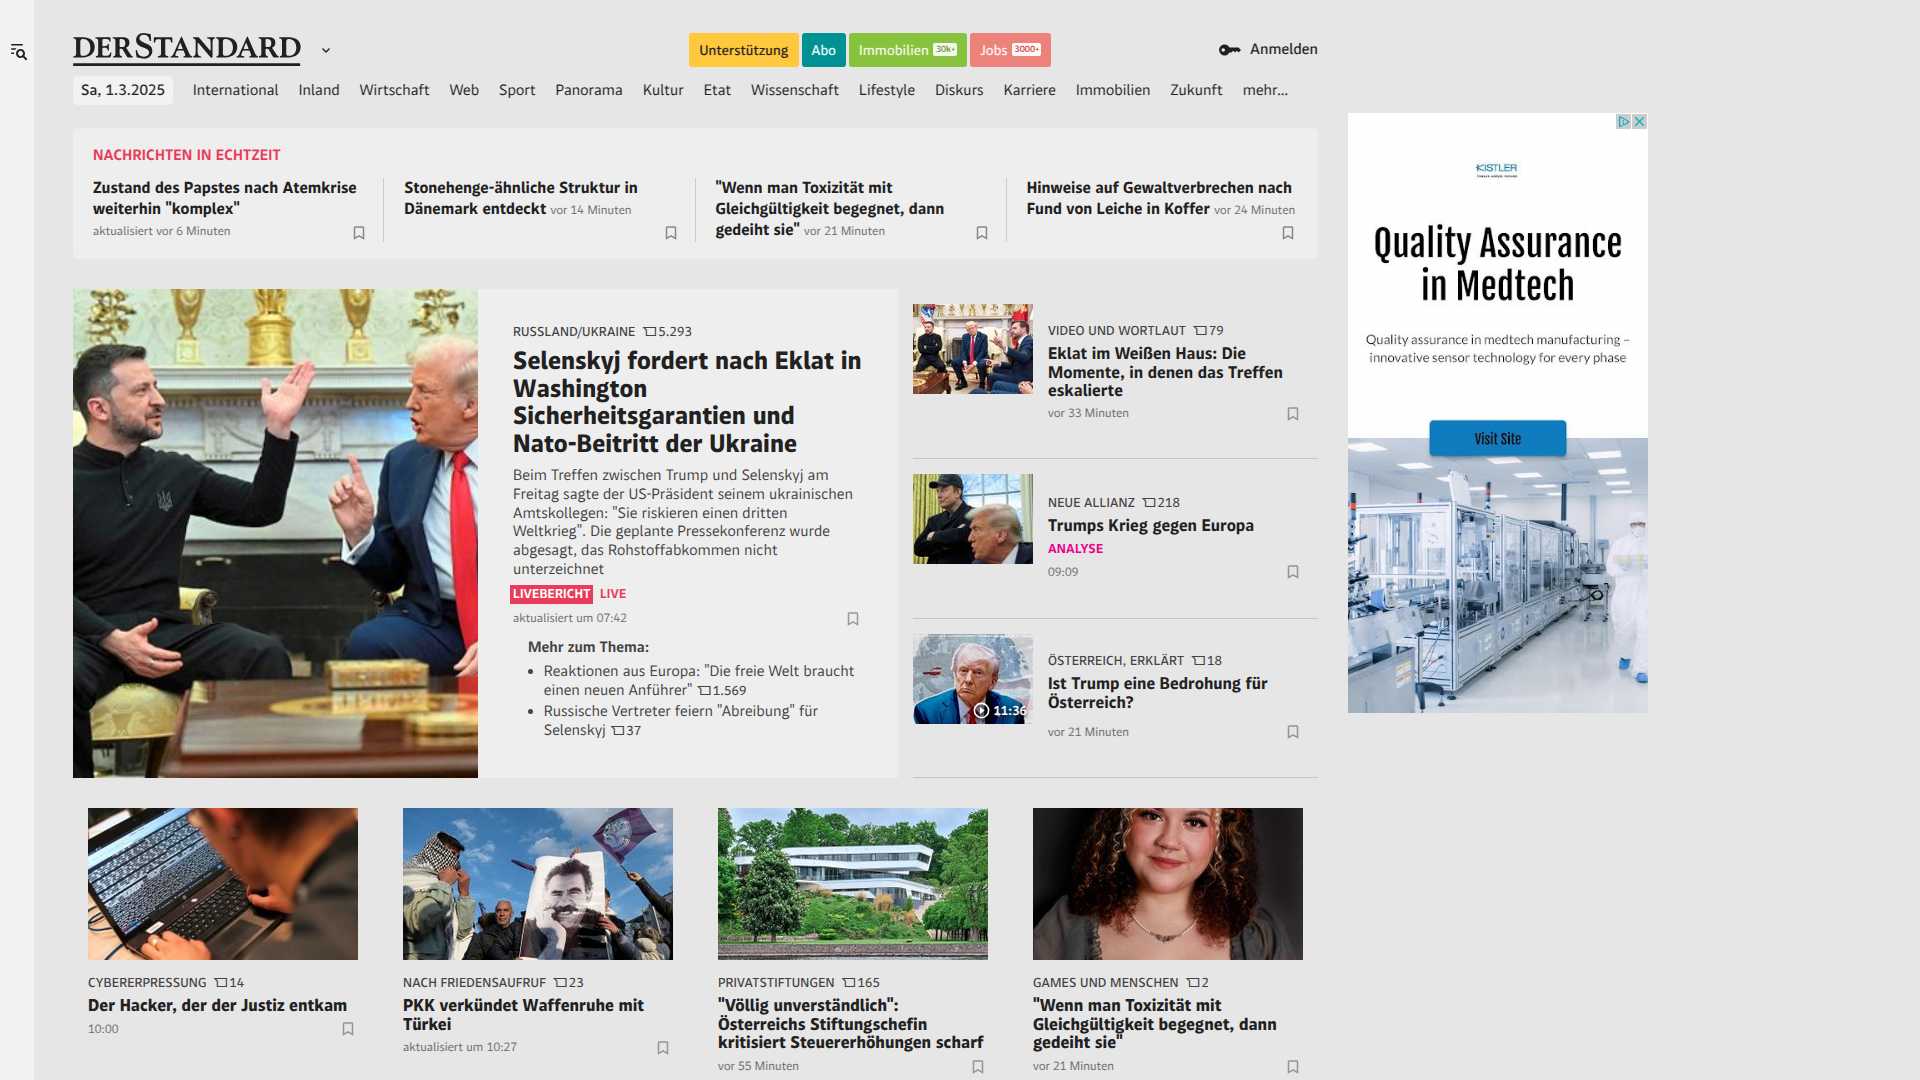 DERSTANDARD
Unterstützung
Abo
Immobilien 30k+
Jobs 3000+
Anmelden
Sa, 1.3.2025
International
Inland
Wirtschaft
Web
Sport
Panorama
Kultur
Etat
Wissenschaft
Lifestyle
Diskurs
Karriere
Immobilien
Zukunft
mehr...
NACHRICHTEN IN ECHTZEIT
Zustand des Papstes nach Atemkrise
weiterhin "komplex"
aktualisiert vor 6 Minuten
Stonehenge-ähnliche Struktur in
Dänemark entdeckt vor 14 Minuten
"Wenn man Toxizität mit
Gleichgültigkeit begegnet, dann
gedeiht sie" vor 21 Minuten
Hinweise auf Gewaltverbrechen nach
Fund von Leiche in Koffer vor 24 Minuten
RUSSLAND/UKRAINE 5.293
Selenskyj fordert nach Eklat in
Washington
Sicherheitsgarantien und
Nato-Beitritt der Ukraine
Beim Treffen zwischen Trump und Selenskyj am
Freitag sagte der US-Präsident seinem ukrainischen
Amtskollegen: "Sie riskieren einen dritten
Weltkrieg". Die geplante Pressekonferenz wurde
abgesagt, das Rohstoffabkommen nicht
unterzeichnet
LIVEBERICHT LIVE
aktualisiert um 07:42
Mehr zum Thema:
• Reaktionen aus Europa: "Die freie Welt braucht
einen neuen Anführer" 1.569
• Russische Vertreter feiern "Abreibung" für
Selenskyj 37
VIDEO UND WORTLAUT 79
Eklat im Weißen Haus: Die
Momente, in denen das Treffen
eskalierte
vor 33 Minuten
NEUE ALLIANZ 218
Trumps Krieg gegen Europa
ANALYSE
09:09
11:36
ÖSTERREICH, ERKLÄRT 18
Ist Trump eine Bedrohung für
Österreich?
vor 21 Minuten
KISTLER
Quality Assurance
in Medtech
Quality assurance in medtech manufacturing –
innovative sensor technology for every phase
Visit Site
CYBERERPRESSUNG 14
Der Hacker, der der Justiz entkam
10:00
NACH FRIEDENSAUFRUF 23
PKK verkündet Waffenruhe mit
Türkei
aktualisiert um 10:27
PRIVATSTIFTUNGEN 165
"Völlig unverständlich":
Österreichs Stiftungschefin
kritisiert Steuererhöhungen scharf
vor 55 Minuten
GAMES UND MENSCHEN 2
"Wenn man Toxizität mit
Gleichgültigkeit begegnet, dann
gedeiht sie"
vor 21 Minuten